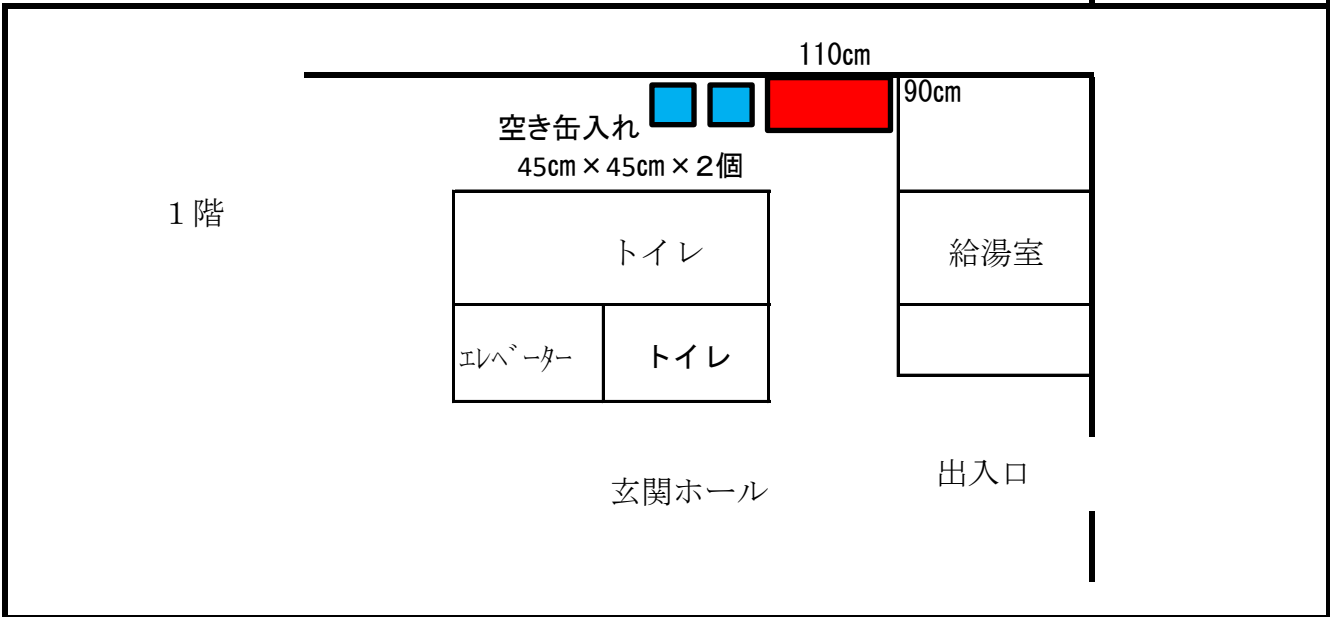 110cm
90cm
空き缶入れ
45㎝×45㎝×２個
１階
トイレ
給湯室
ｴﾚﾍﾞｰﾀｰ
トイレ
出入口
玄関ホール